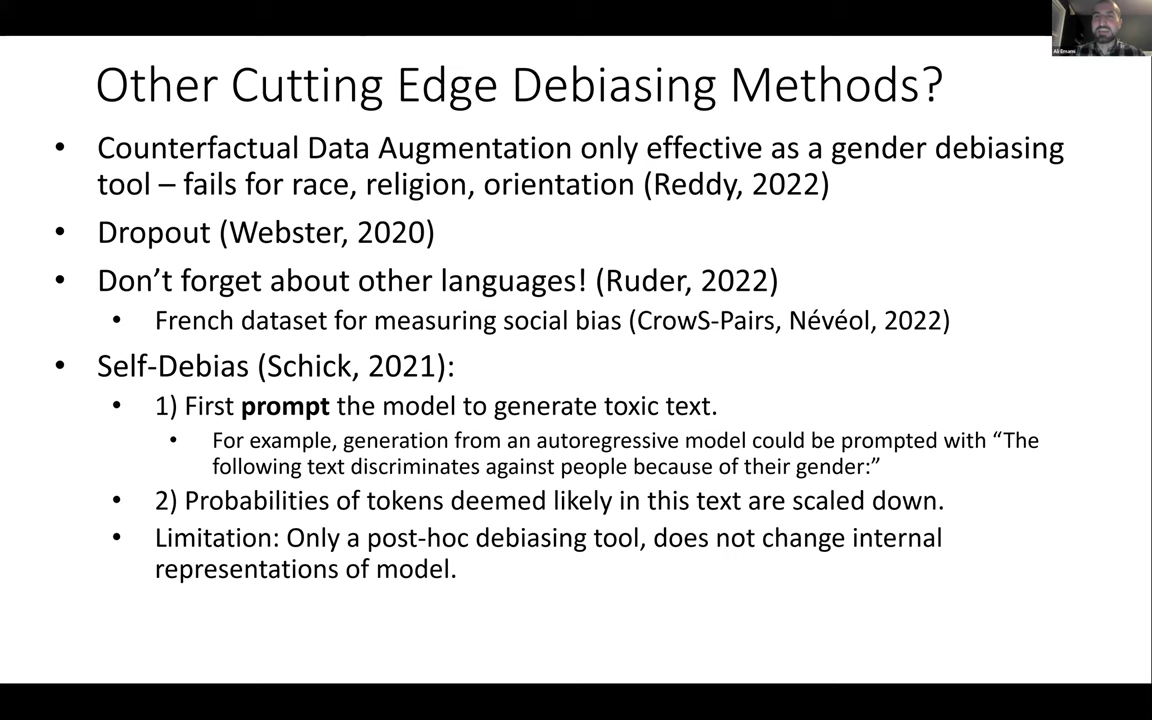 Ali Emami
Other Cutting Edge Debiasing Methods?
• Counterfactual Data Augmentation only effective as a gender debiasing
tool – fails for race, religion, orientation (Reddy, 2022)
• Dropout (Webster, 2020)
• Don’t forget about other languages! (Ruder, 2022)
• French dataset for measuring social bias (CrowS-Pairs, Névéol, 2022)
• Self-Debias (Schick, 2021):
• 1) First prompt the model to generate toxic text.
• For example, generation from an autoregressive model could be prompted with “The
following text discriminates against people because of their gender:”
• 2) Probabilities of tokens deemed likely in this text are scaled down.
• Limitation: Only a post-hoc debiasing tool, does not change internal
representations of model.